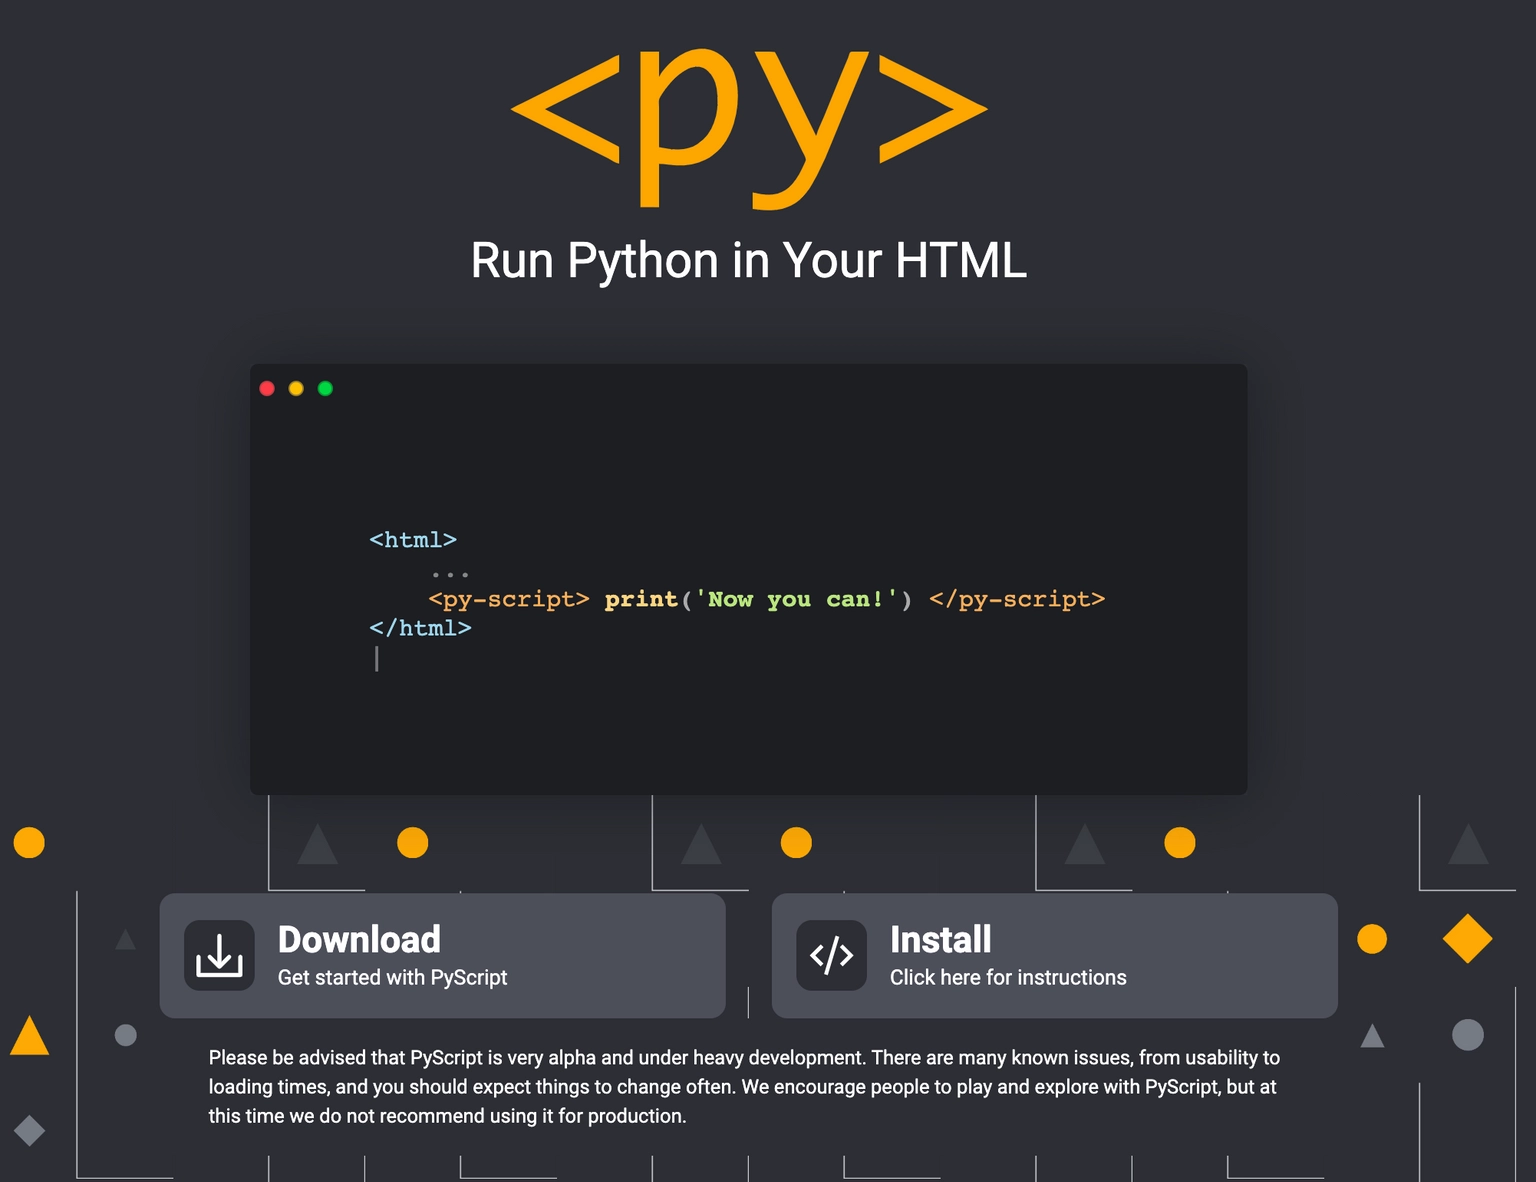 <py>
Run Python in Your HTML
<html>
...
<py-script> print('Now you can!') </py-script>
</html>
|
Download
Get started with PyScript
</>
Install
Click here for instructions
Please be advised that PyScript is very alpha and under heavy development. There are many known issues, from usability to
loading times, and you should expect things to change often. We encourage people to play and explore with PyScript, but at
this time we do not recommend using it for production.